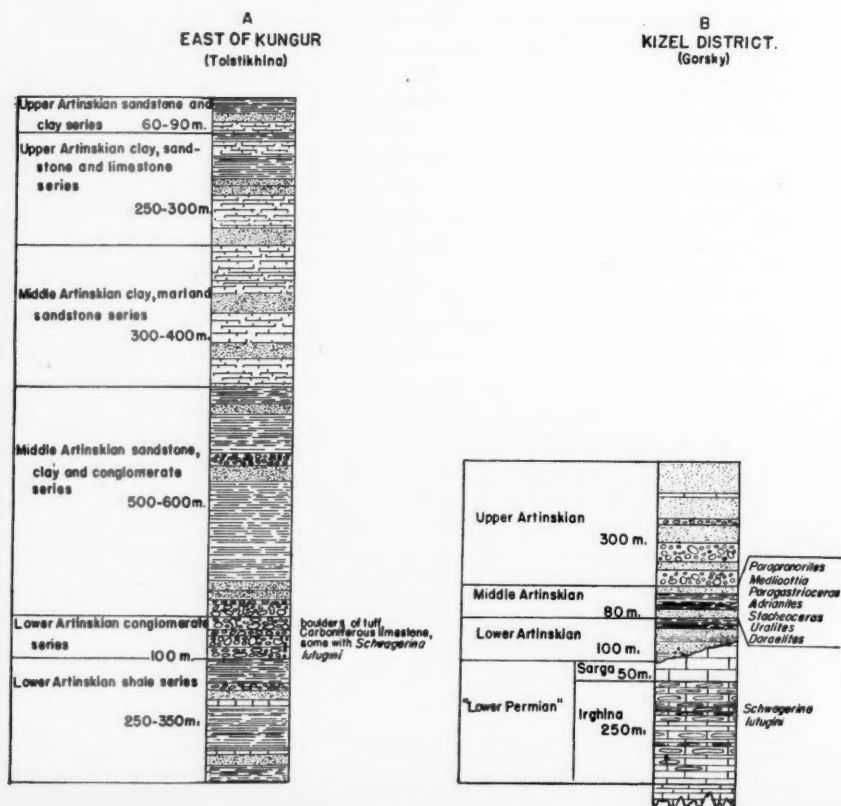 A
EAST OF KUNGUR
(Tolstikhina)
Upper Artinskian sandstone and
clay series 60-90 m.
Upper Artinskian clay, sand-
stone and limestone
series
250-300m.
Middle Artinskian clay, marl and
sandstone series
300-400m.
Middle Artinskian sandstone,
clay and conglomerate
series
500-600m.
Lower Artinskian conglomerate
series
100 m.
Lower Artinskian shale series
250-350m.
boulders of tuff,
Carboniferous limestone,
some with Schwagerina
lutugini
B
KIZEL DISTRICT.
(Gorsky)
Upper Artinskian
300 m.
Middle Artinskian
80 m.
Lower Artinskian
100 m.
Sarga 50m.
"Lower Permian"
Irghina
250m.
Parapronorites
Medlicottia
Paragastrioceras
Adrianites
Stacheoceras
Uralites
Daraelites
Schwagerina
lutugini